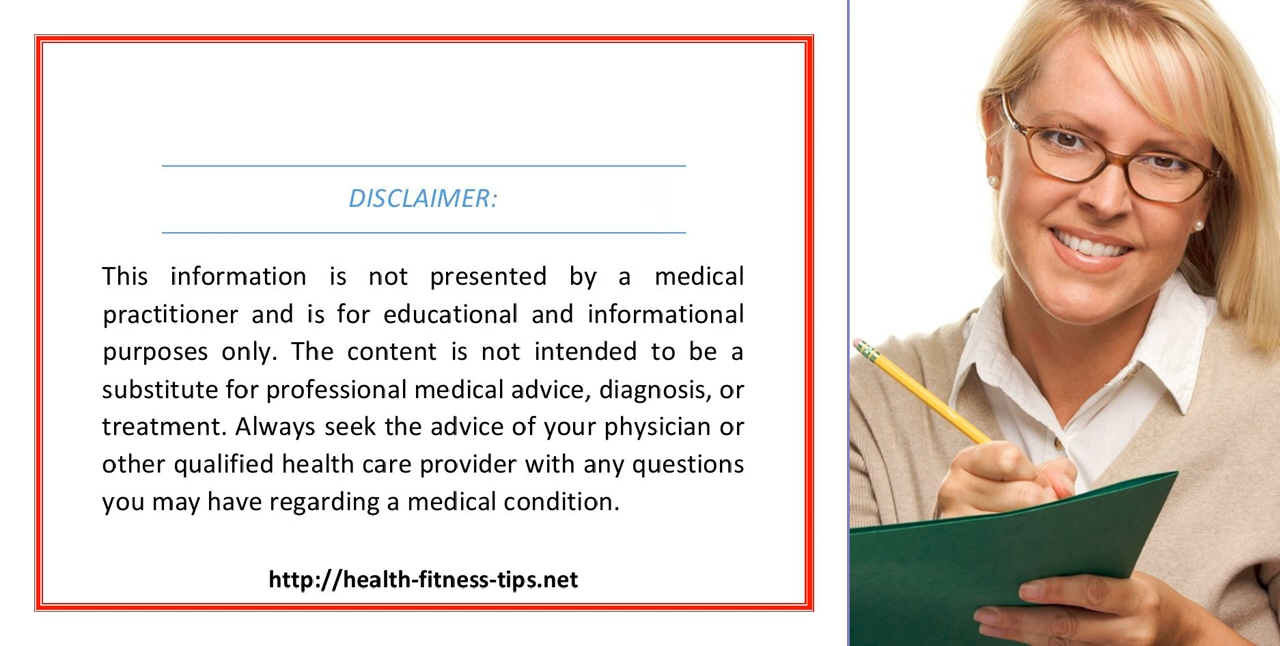 DISCLAIMER:
This information is not presented by a medical
practitioner and is for educational and informational
purposes only. The content is not intended to be a
substitute for professional medical advice, diagnosis, or
treatment. Always seek the advice of your physician or
other qualified health care provider with any questions
you may have regarding a medical condition.
http://health-fitness-tips.net